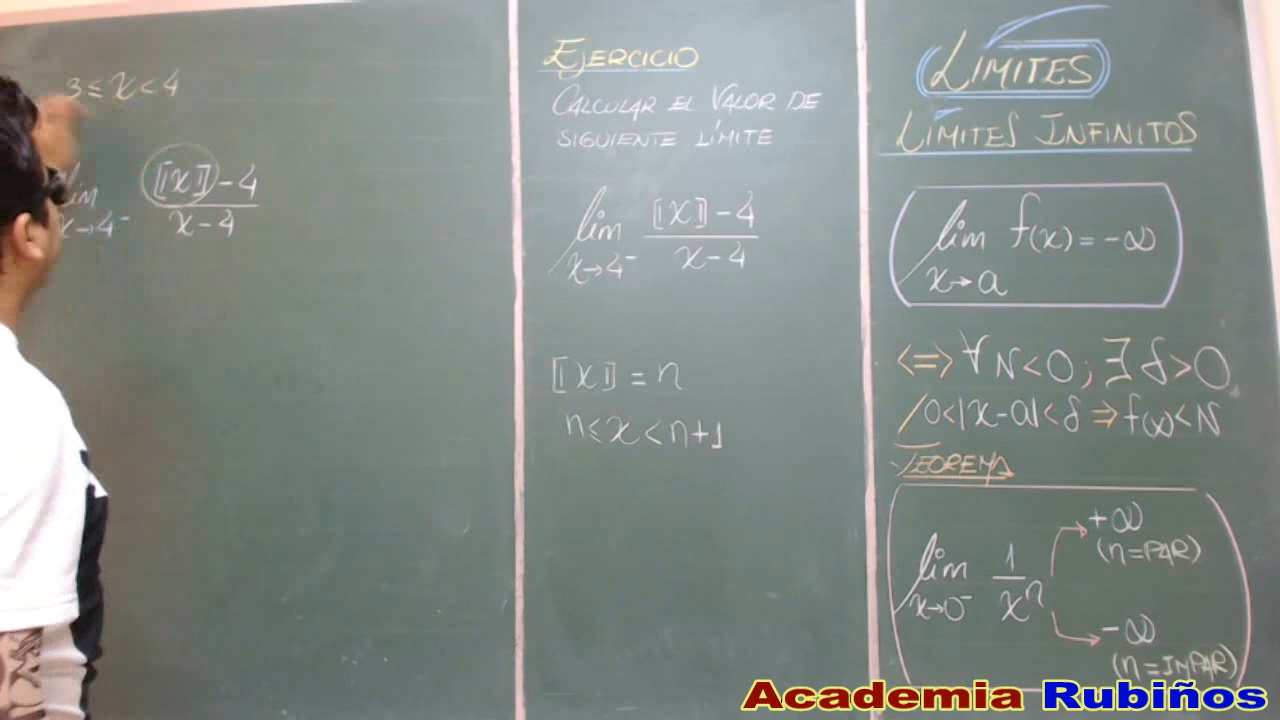 3 ≤ x < 4
lim [[x]] - 4
x→4⁻ x - 4
EJERCICIO
CALCULAR EL VALOR DE
SIGUIENTE LÍMITE
lim [[x]] - 4
x→4⁻ x - 4
[[x]] = n
n ≤ x < n+1
LÍMITES
LÍMITES INFINITOS
lim f(x) = -∞
x→a
<=> ∀ N < 0 ; ∃ δ > 0
/ 0<|x-a|<δ ⇒ f(x)<N
TEOREMA
+∞
(n=PAR)
lim 1
x→0⁻ xⁿ
-∞
(n=IMPAR)
Academia Rubiños